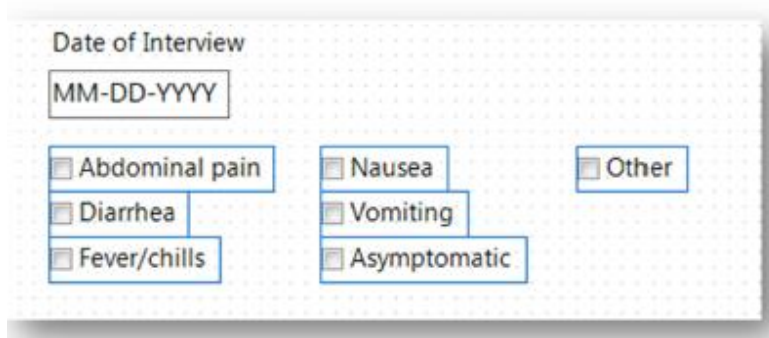 Date of Interview
MM-DD-YYYY
Abdominal pain Nausea Other
Diarrhea Vomiting
Fever/chills Asymptomatic